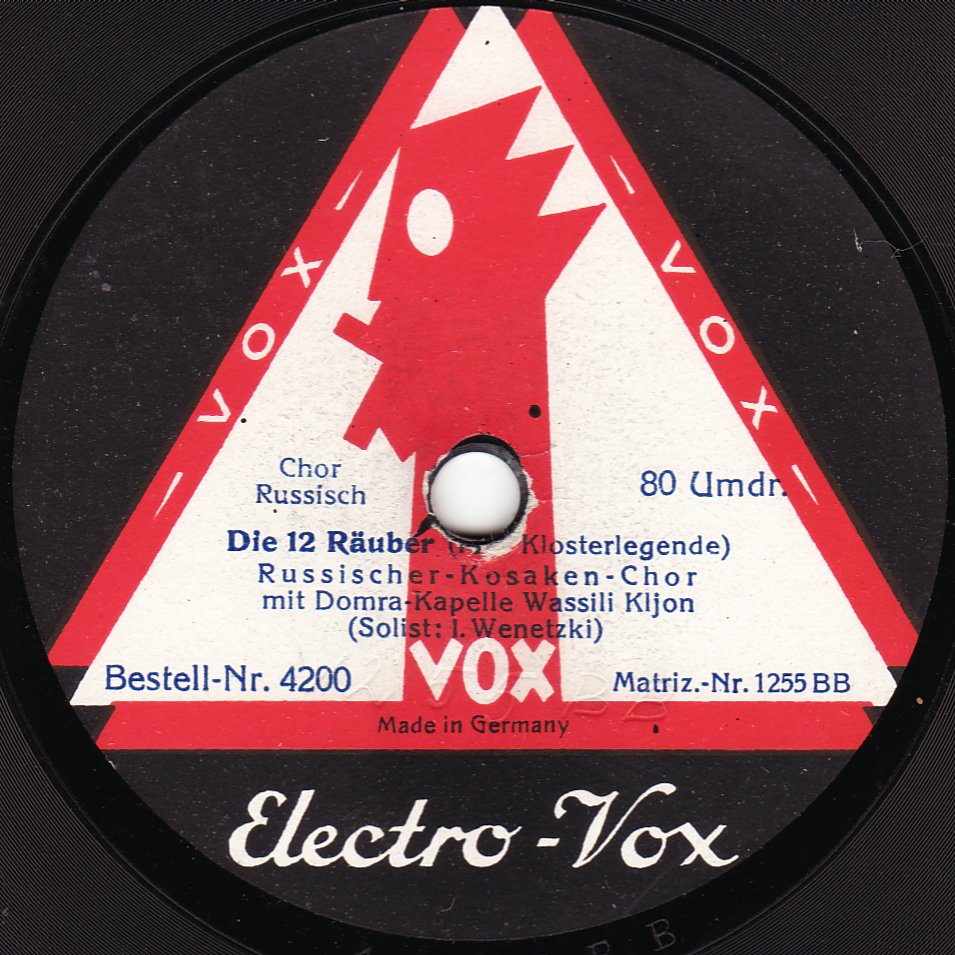 - VOX -
- VOX -
Chor
Russisch
80 Umdr.
Die 12 Räuber ( Klosterlegende)
Russischer-Kosaken-Chor
mit Domra-Kapelle Wassili Kljon
(Solist: I. Wenetzki)
VOX
Bestell-Nr. 4200
Matriz.-Nr. 1255 BB
Made in Germany
Electro-Vox
BB